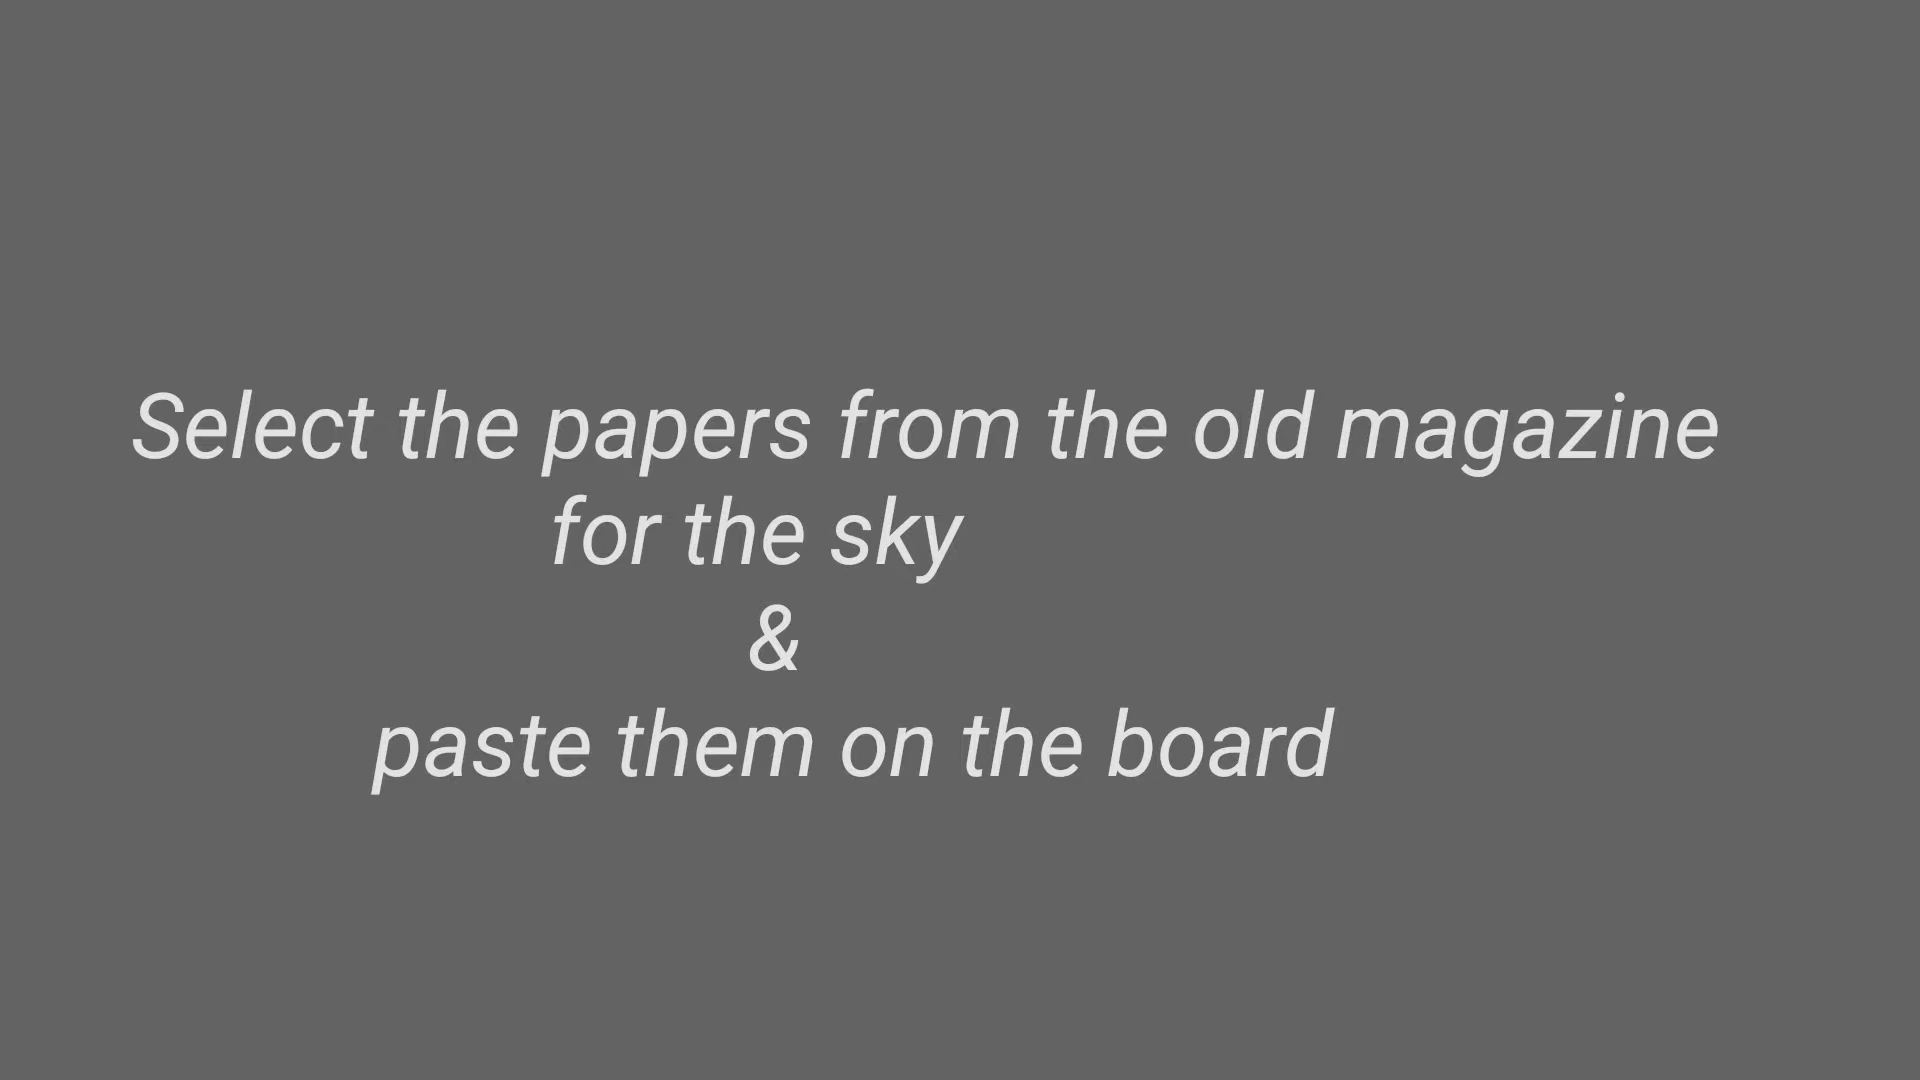 Select the papers from the old magazine
for the sky
&
paste them on the board